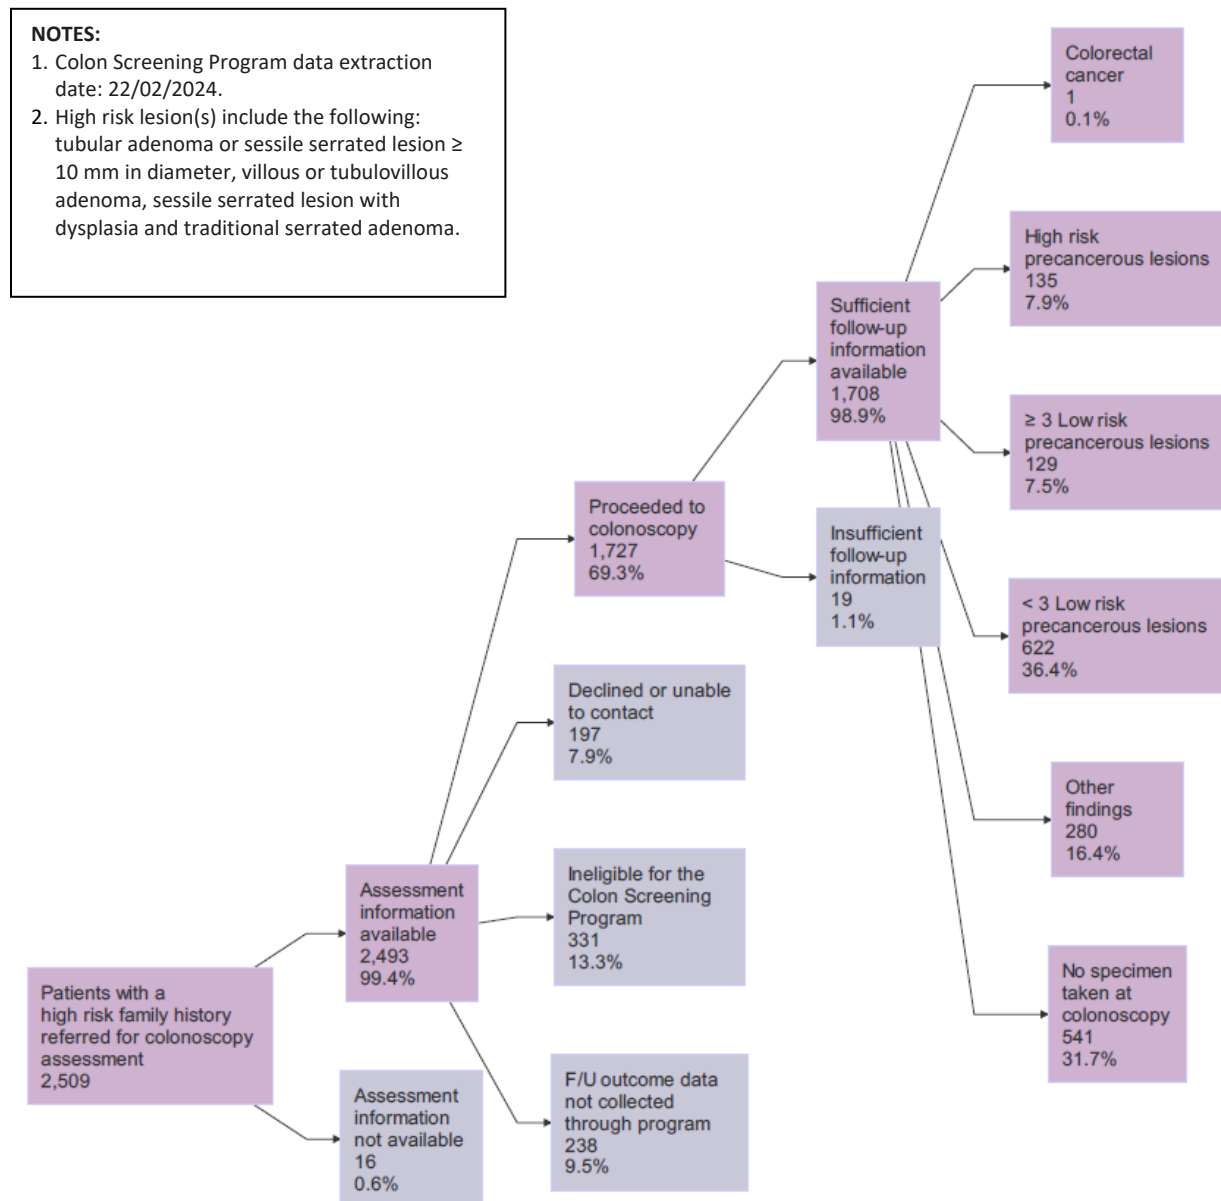 NOTES:
1. Colon Screening Program data extraction
date: 22/02/2024.
2. High risk lesion(s) include the following:
tubular adenoma or sessile serrated lesion ≥
10 mm in diameter, villous or tubulovillous
adenoma, sessile serrated lesion with
dysplasia and traditional serrated adenoma.
Patients with a
high risk family history
referred for colonoscopy
assessment
2,509
Assessment
information
available
2,493
99.4%
Assessment
information
not available
16
0.6%
Proceeded to
colonoscopy
1,727
69.3%
Declined or unable
to contact
197
7.9%
Ineligible for the
Colon Screening
Program
331
13.3%
F/U outcome data
not collected
through program
238
9.5%
Sufficient
follow-up
information
available
1,708
98.9%
Insufficient
follow-up
information
19
1.1%
Colorectal
cancer
1
0.1%
High risk
precancerous lesions
135
7.9%
≥ 3 Low risk
precancerous lesions
129
7.5%
< 3 Low risk
precancerous lesions
622
36.4%
Other
findings
280
16.4%
No specimen
taken at
colonoscopy
541
31.7%